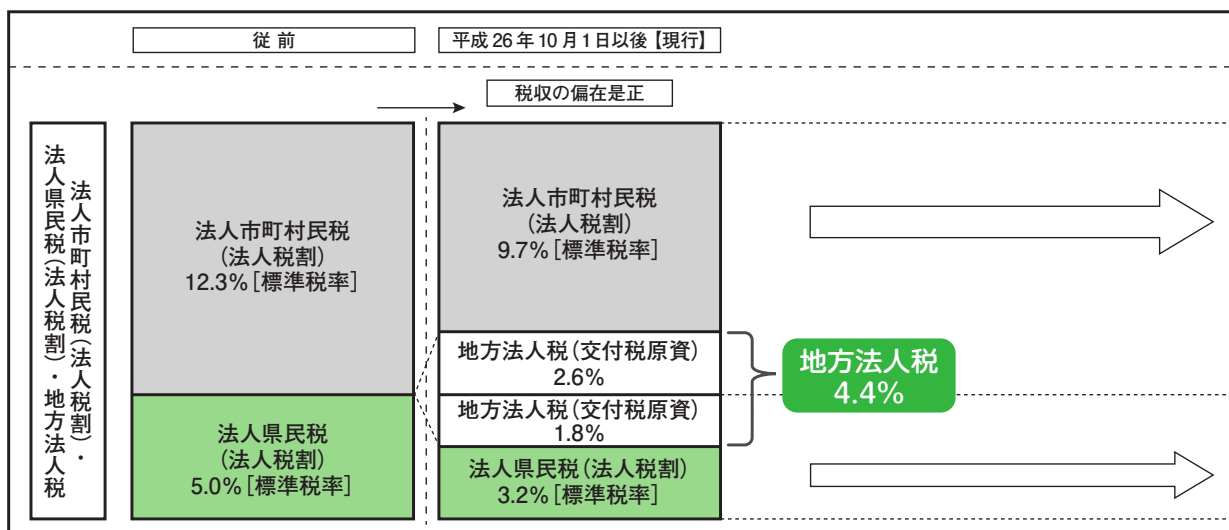 従前
平成26年10月1日以後【現行】
税収の偏在是正
法人市町村民税(法人税割)・
法人県民税(法人税割)・地方法人税
法人市町村民税
(法人税割)
12.3%[標準税率]
法人県民税
(法人税割)
5.0%[標準税率]
法人市町村民税
(法人税割)
9.7%[標準税率]
地方法人税(交付税原資)
2.6%
地方法人税(交付税原資)
1.8%
法人県民税(法人税割)
3.2%[標準税率]
地方法人税
4.4%